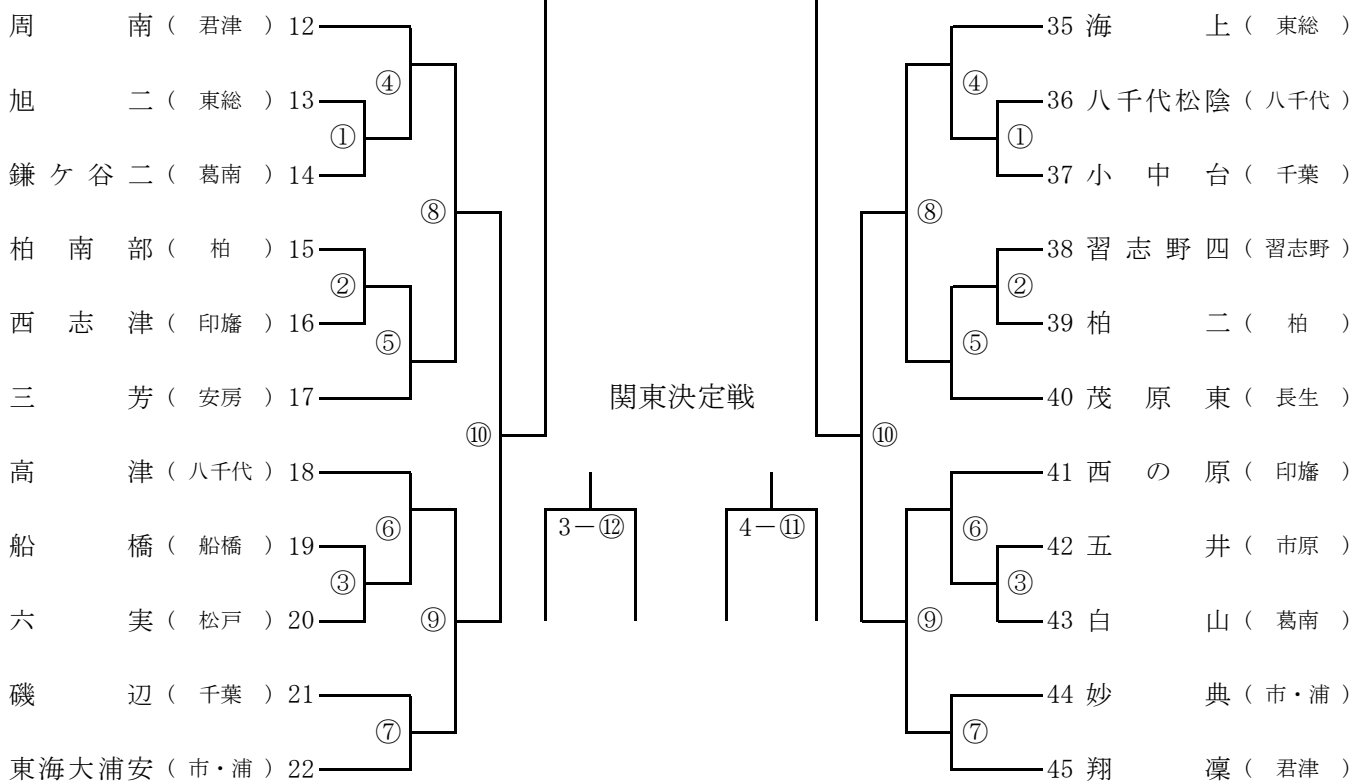 周南（君津）12
④
旭二（東総）13
①
鎌ケ谷二（葛南）14
⑧
柏南部（柏）15
②
西志津（印旛）16
⑤
三芳（安房）17
⑩
高津（八千代）18
⑥
船橋（船橋）19
③
六実（松戸）20
⑨
磯辺（千葉）21
⑦
東海大浦安（市・浦）22
関東決定戦
3－⑫
4－⑪
35 海上（東総）
④
36 八千代松陰（八千代）
①
37 小中台（千葉）
⑧
38 習志野四（習志野）
②
39 柏二（柏）
⑤
40 茂原東（長生）
⑩
41 西の原（印旛）
⑥
42 五井（市原）
③
43 白山（葛南）
⑨
44 妙典（市・浦）
⑦
45 翔凜（君津）